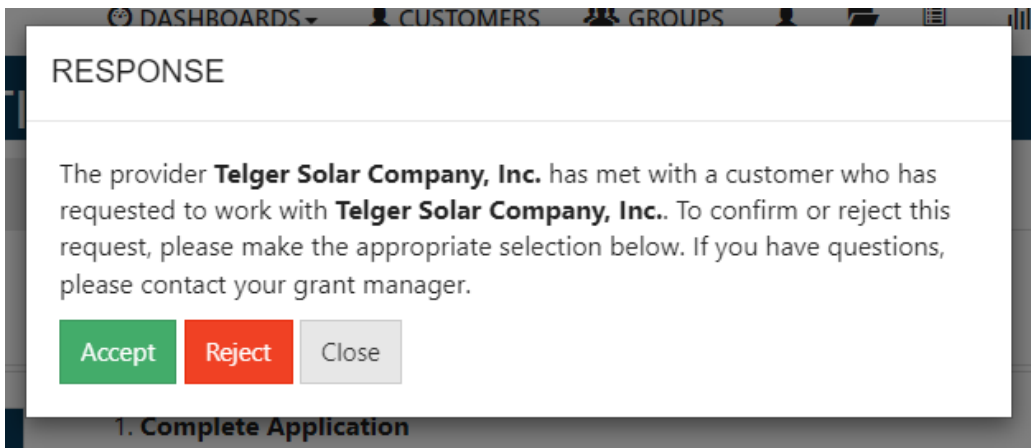 DASHBOARDS CUSTOMERS GROUPS
RESPONSE
The provider Telger Solar Company, Inc. has met with a customer who has
requested to work with Telger Solar Company, Inc.. To confirm or reject this
request, please make the appropriate selection below. If you have questions,
please contact your grant manager.
Accept Reject Close
1. Complete Application